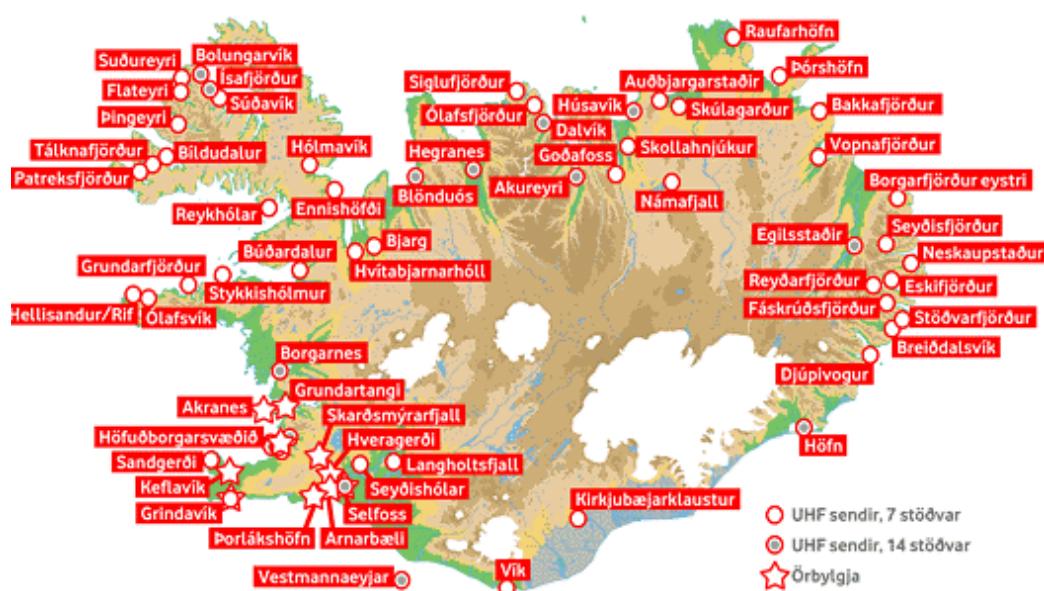 Raufarhöfn
Bolungarvík
Suðureyri
Ísafjörður
Þórshöfn
Siglufjörður
Auðbjargarstaðir
Flateyri
Súðavík
Húsavík
Skúlagarður
Bakkafjörður
Ólafsfjörður
Þingeyri
Dalvík
Skollahnjúkur
Tálknafjörður
Bíldudalur
Hólmavík
Hegranes
Goðafoss
Vopnafjörður
Patreksfjörður
Blönduós
Akureyri
Borgarfjörður eystri
Námafjall
Reykhólar
Ennishöfði
Bjarg
Egilsstaðir
Seyðisfjörður
Búðardalur
Neskaupstaður
Grundarfjörður
Hvítabjarnarhóll
Reyðarfjörður
Eskifjörður
Stykkishólmur
Fáskrúðsfjörður
Hellisandur/Rif
Ólafsvík
Stöðvarfjörður
Breiðdalsvík
Borgarnes
Djúpivogur
Grundartangi
Akranes
Skarðsmýrarfjall
Höfuðborgarsvæðið
Hveragerði
Höfn
Sandgerði
Langholtsfjall
Keflavík
Seyðishólar
Kirkjubæjarklaustur
Grindavík
Selfoss
UHF sendir, 7 stöðvar
Þorlákshöfn
Arnarbæli
UHF sendir, 14 stöðvar
Vík
Vestmannaeyjar
Örbylgja